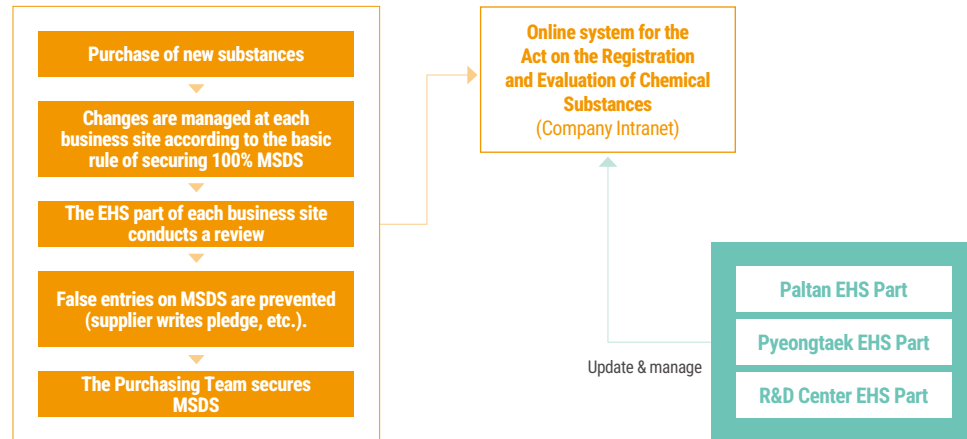 Purchase of new substances
Changes are managed at each
business site according to the basic
rule of securing 100% MSDS
The EHS part of each business site
conducts a review
False entries on MSDS are prevented
(supplier writes pledge, etc.).
The Purchasing Team secures
MSDS
Online system for the
Act on the Registration
and Evaluation of Chemical
Substances
(Company Intranet)
Update & manage
Paltan EHS Part
Pyeongtaek EHS Part
R&D Center EHS Part